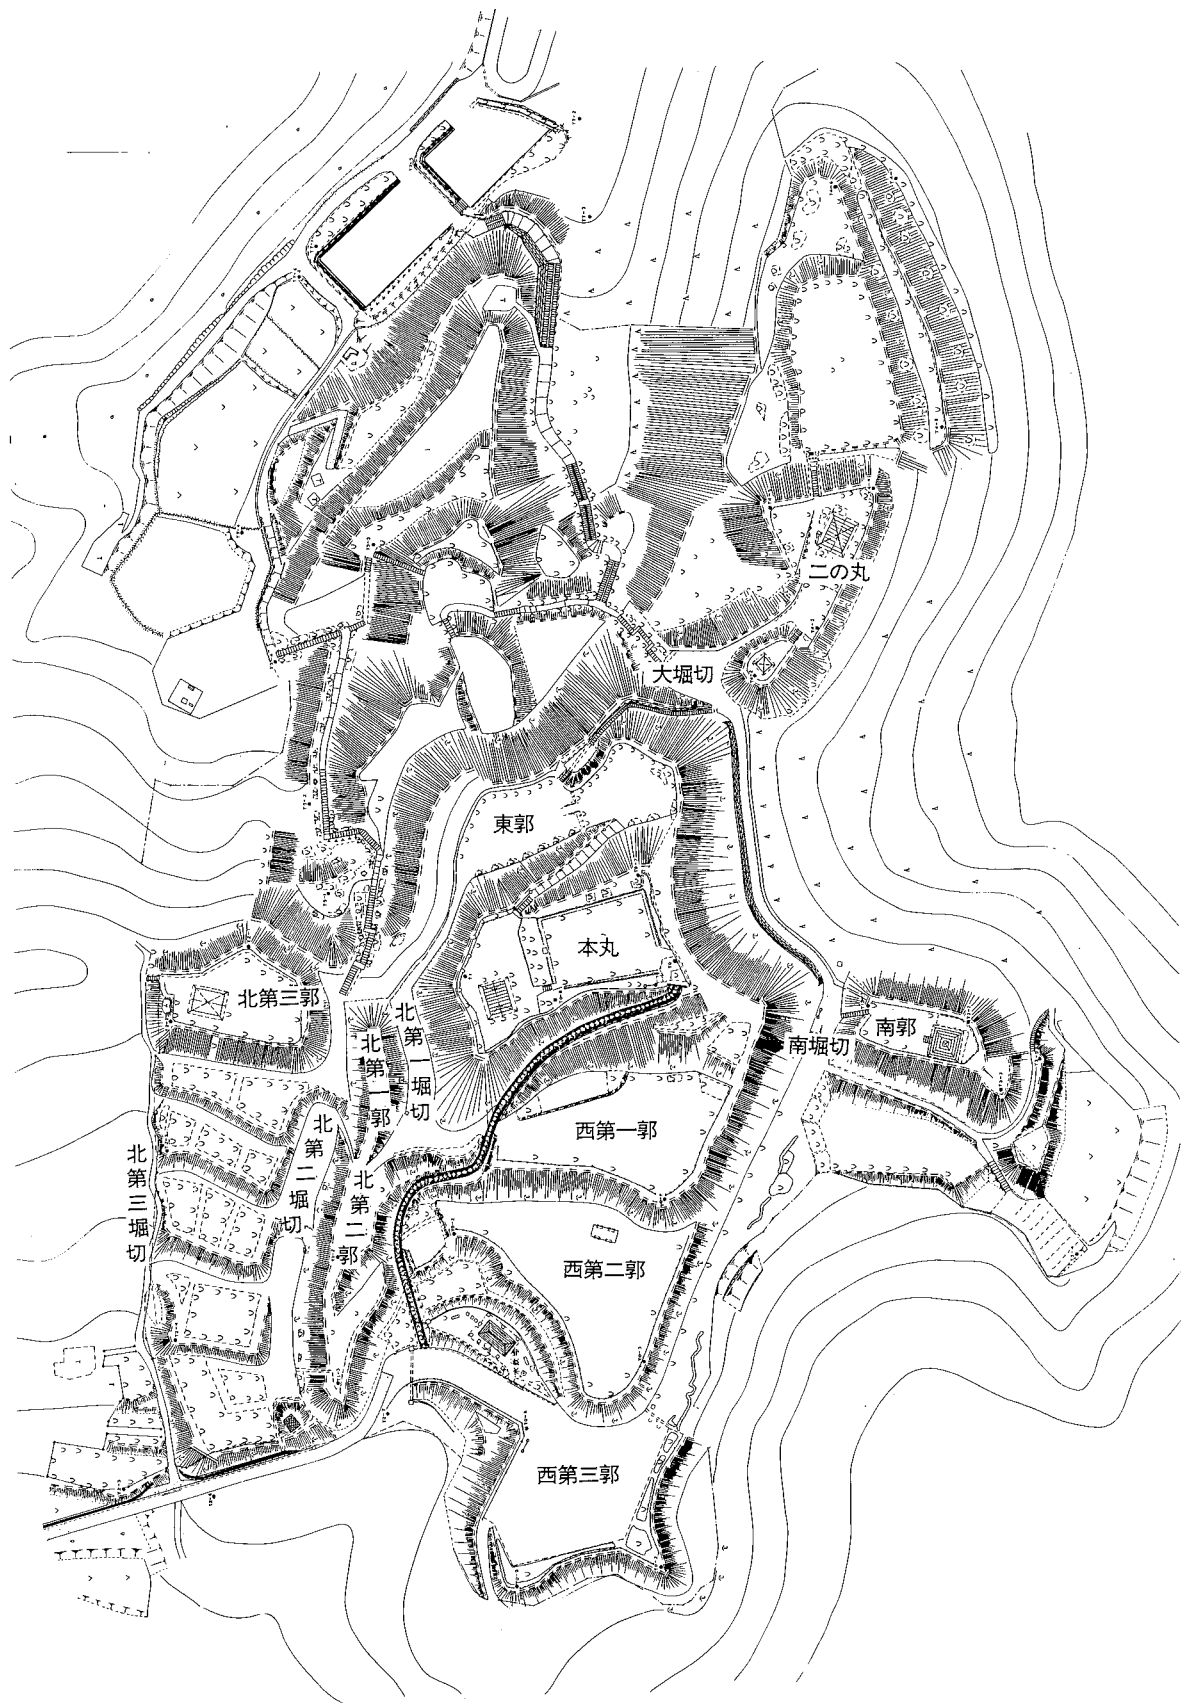 二の丸
大堀切
東郭
本丸
北第三郭
北第一堀切
北第一郭
南郭
南堀切
西第一郭
北第二堀切
北第三堀切
北第二郭
西第二郭
西第三郭